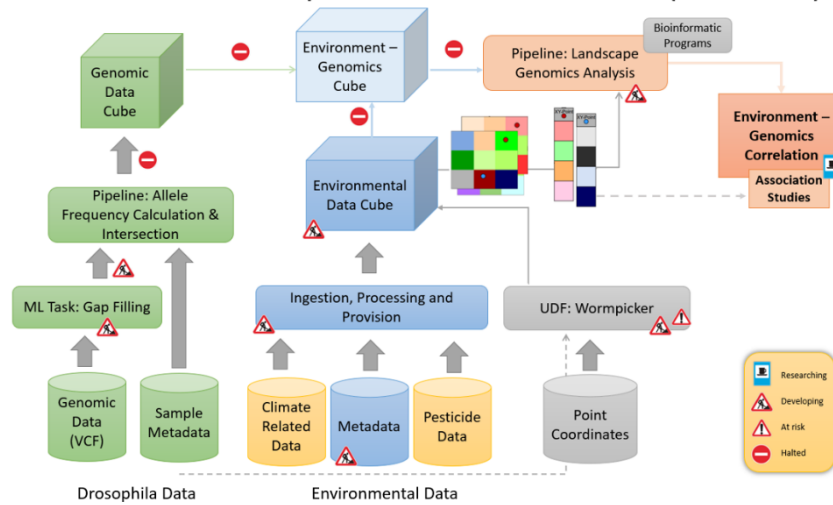 Genomic
Data
Cube
Environment –
Genomics
Cube
Pipeline: Landscape
Genomics Analysis
Bioinformatic
Programs
Environment –
Genomics
Correlation
Association
Studies
Environmental
Data Cube
Pipeline: Allele
Frequency Calculation &
Intersection
ML Task: Gap Filling
Ingestion, Processing and
Provision
UDF: Wormpicker
Genomic
Data
(VCF)
Sample
Metadata
Climate
Related
Data
Metadata
Pesticide
Data
Point
Coordinates
Researching
Developing
At risk
Halted
Drosophila Data
Environmental Data